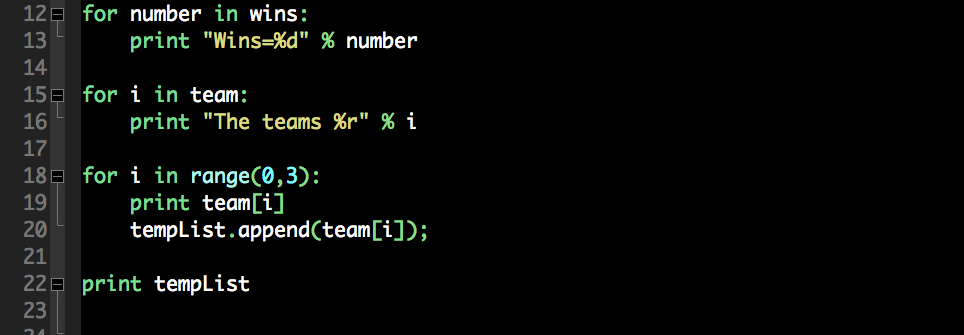 12 for number in wins:
13     print "Wins=%d" % number
14
15 for i in team:
16     print "The teams %r" % i
17
18 for i in range(0,3):
19     print team[i]
20     tempList.append(team[i]);
21
22 print tempList
23
24